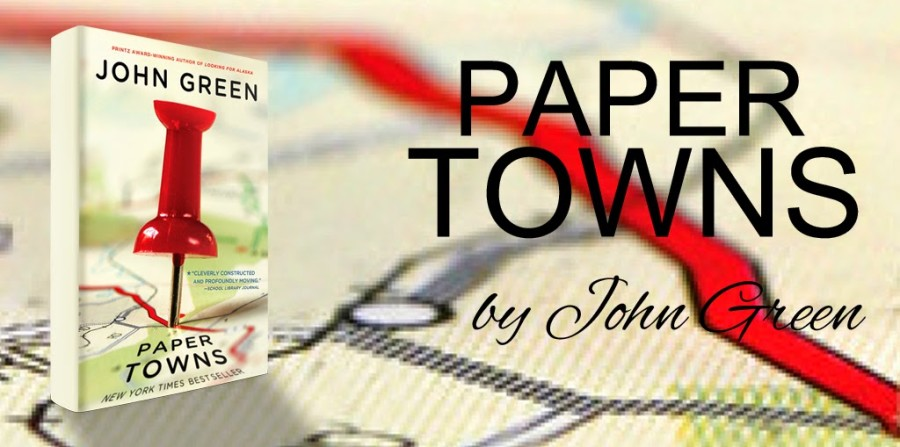 PRINTZ AWARD-WINNING AUTHOR OF LOOKING FOR ALASKA
JOHN GREEN
★"CLEVERLY CONSTRUCTED
AND PROFOUNDLY MOVING."
—SCHOOL LIBRARY JOURNAL
PAPER
TOWNS
NEW YORK TIMES BESTSELLER
PAPER
TOWNS
by John Green